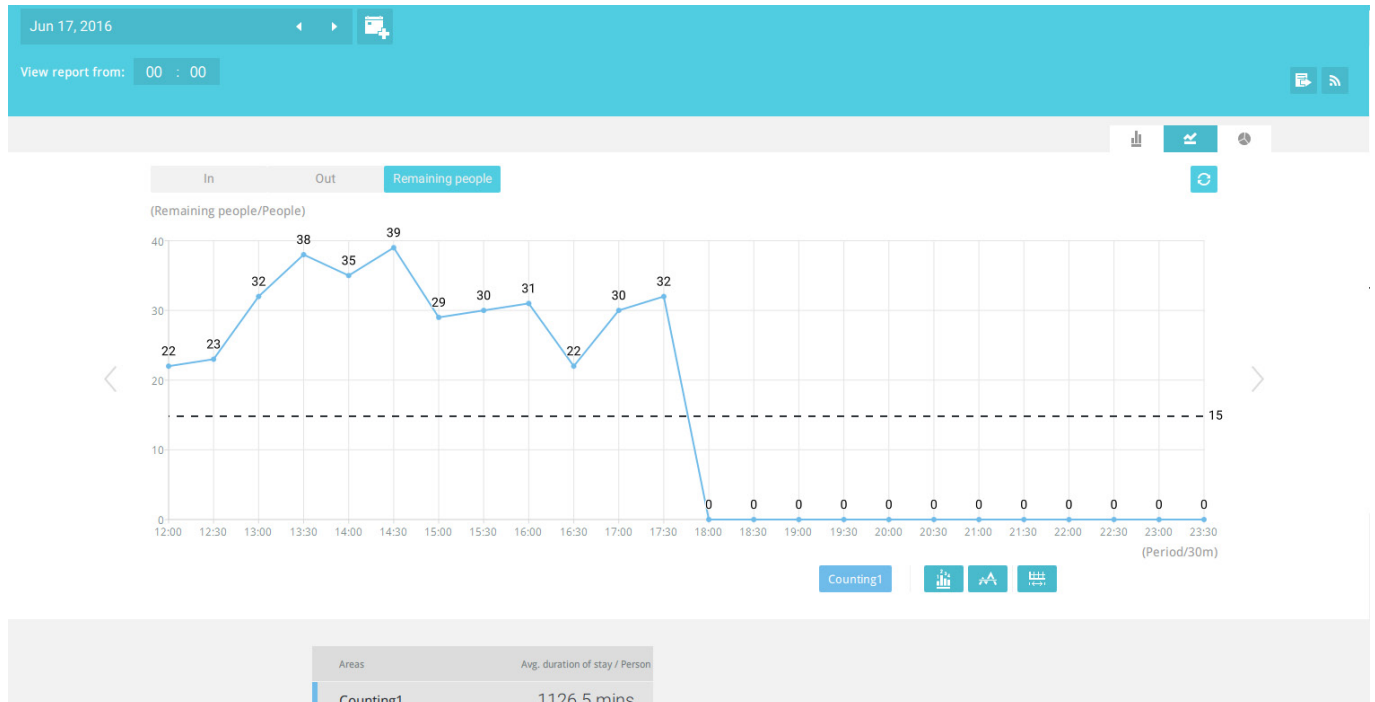 Jun 17, 2016
View report from: 00 : 00
In Out Remaining people
(Remaining people/People)
40
30
20
10
0
22 23 32 38 35 39 29 30 31 22 30 32 0 0 0 0 0 0 0 0 0 0 0 0
15
12:00 12:30 13:00 13:30 14:00 14:30 15:00 15:30 16:00 16:30 17:00 17:30 18:00 18:30 19:00 19:30 20:00 20:30 21:00 21:30 22:00 22:30 23:00 23:30
(Period/30m)
Counting1
Areas Avg. duration of stay / Person
Counting1 1126.5 mins